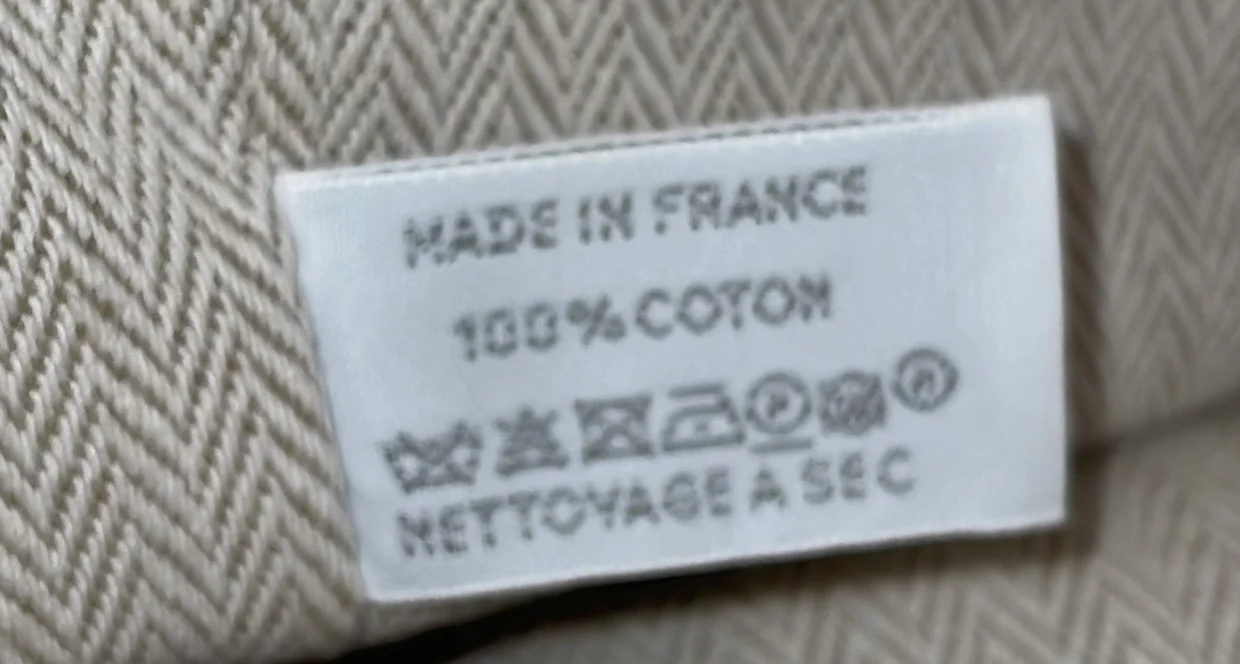 MADE IN FRANCE
100% COTON
P W ®
NETTOYAGE A SEC